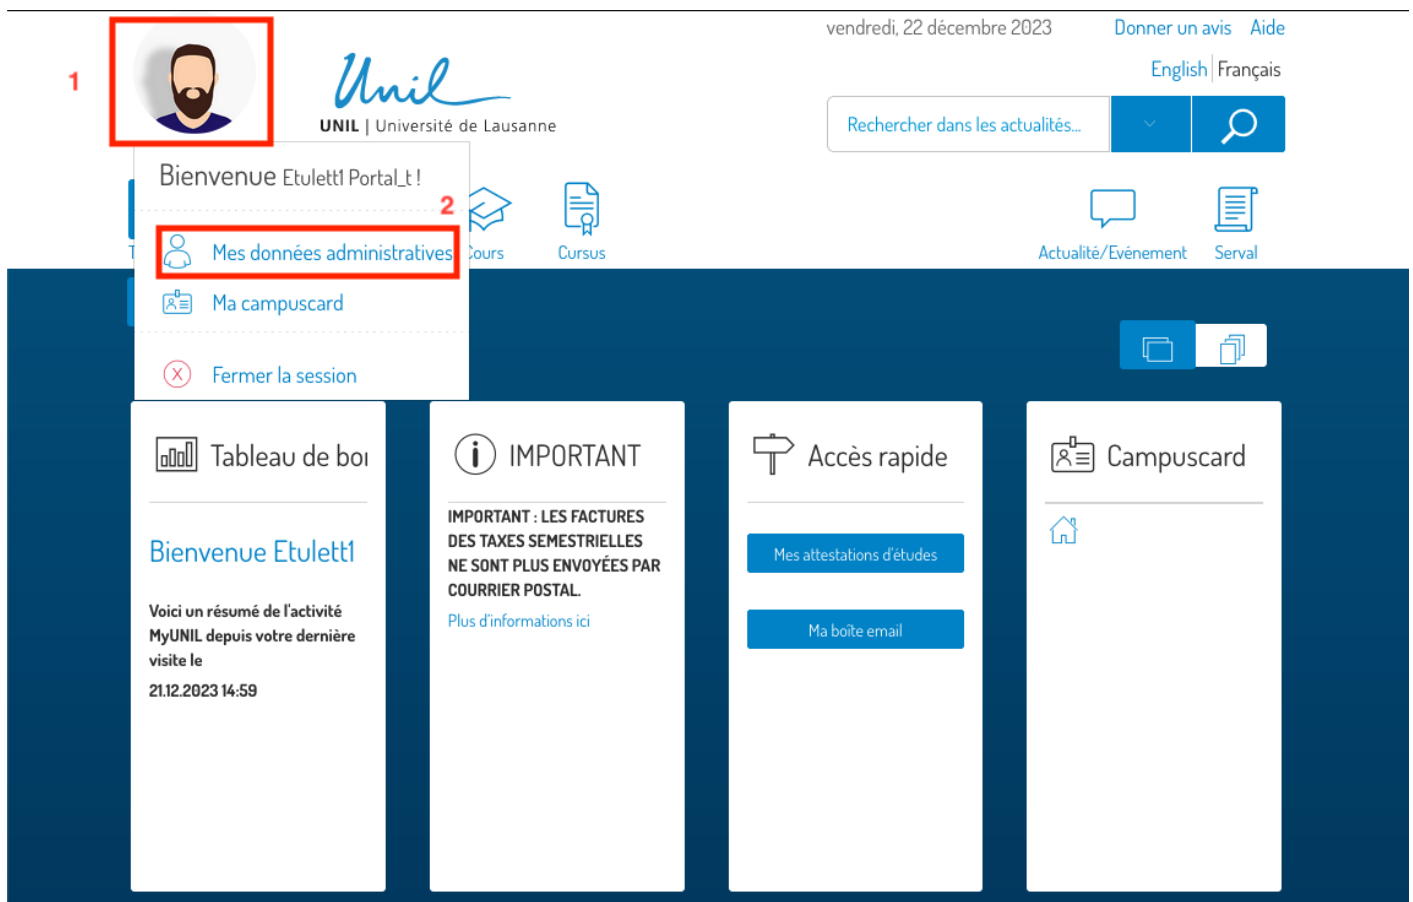 vendredi, 22 décembre 2023
Donner un avis
Aide
English
Français
1
Unil
UNIL | Université de Lausanne
Rechercher dans les actualités...
Bienvenue Etulett1 Portal_t !
2
Mes données administratives
Ma campuscard
Fermer la session
T
Cours
Cursus
Actualité/Evénement
Serval
Tableau de bor
Bienvenue Etulett1
Voici un résumé de l'activité
MyUNIL depuis votre dernière
visite le
21.12.2023 14:59
IMPORTANT
IMPORTANT : LES FACTURES
DES TAXES SEMESTRIELLES
NE SONT PLUS ENVOYÉES PAR
COURRIER POSTAL.
Plus d'informations ici
Accès rapide
Mes attestations d'études
Ma boîte email
Campuscard